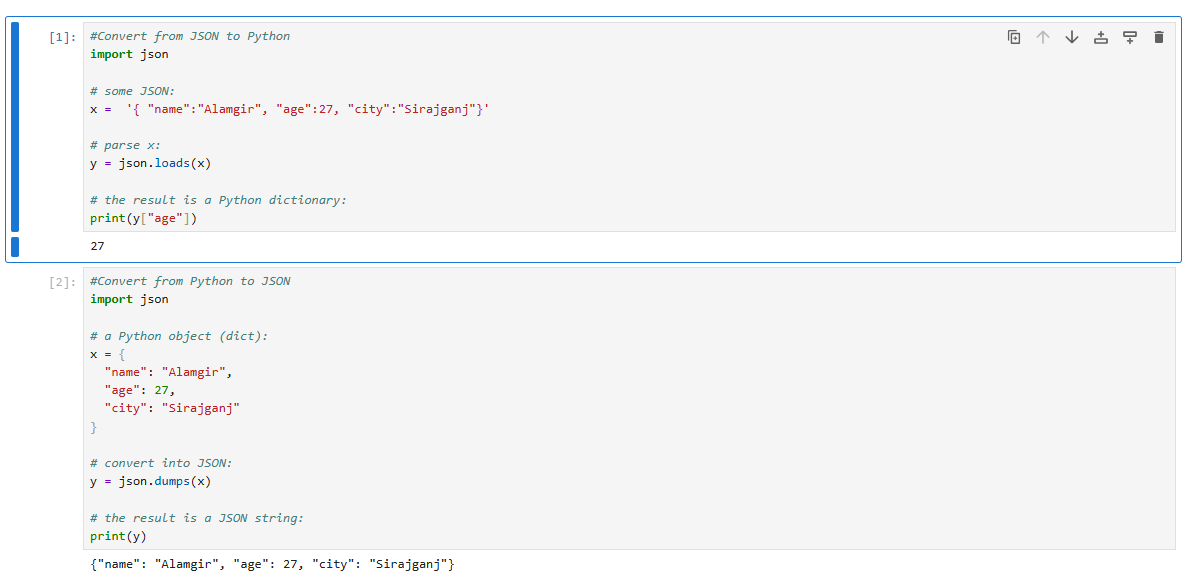 [1]: #Convert from JSON to Python
import json

# some JSON:
x =  '{ "name":"Alamgir", "age":27, "city":"Sirajganj"}'

# parse x:
y = json.loads(x)

# the result is a Python dictionary:
print(y["age"])
27
[2]: #Convert from Python to JSON
import json

# a Python object (dict):
x = {
  "name": "Alamgir",
  "age": 27,
  "city": "Sirajganj"
}

# convert into JSON:
y = json.dumps(x)

# the result is a JSON string:
print(y)
{"name": "Alamgir", "age": 27, "city": "Sirajganj"}